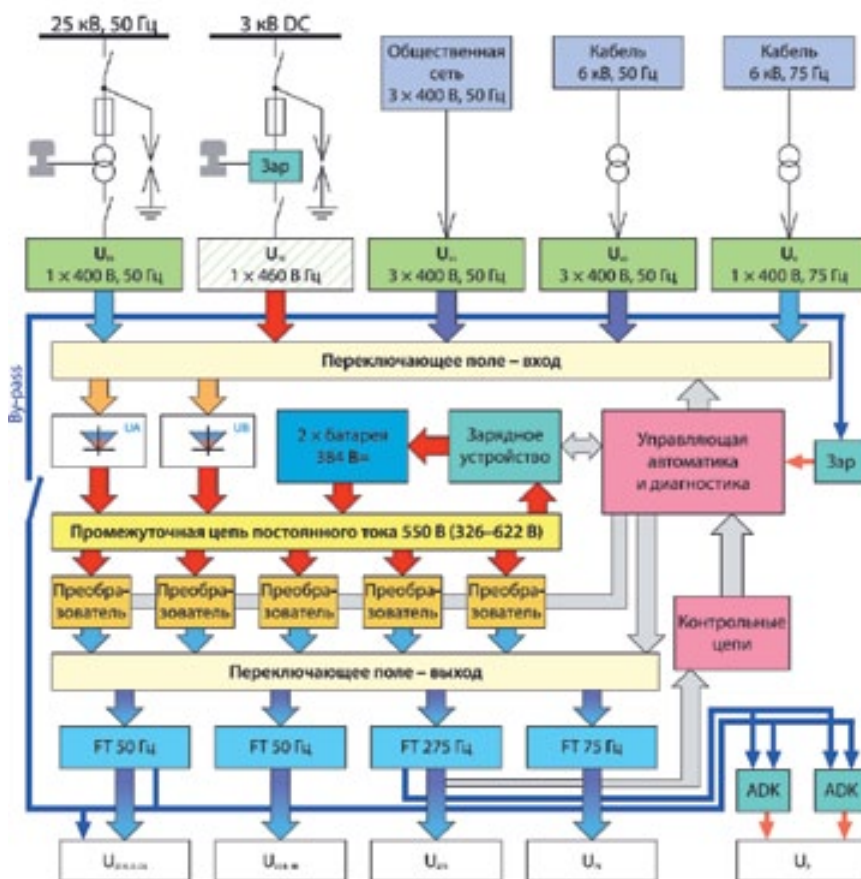 25 кВ, 50 Гц
3 кВ DC
Общественная
сеть
3 × 400 В, 50 Гц
Кабель
6 кВ, 50 Гц
Кабель
6 кВ, 75 Гц
Зар
U
1 × 400 В, 50 Гц
U
1 × 460 В Гц
U
3 × 400 В, 50 Гц
U
3 × 400 В, 50 Гц
U
1 × 400 В, 75 Гц
By-pass
Переключающее поле – вход
UA
UB
2 × батарея
384 В=
Зарядное
устройство
Управляющая
автоматика
и диагностика
Зар
Промежуточная цепь постоянного тока 550 В (326–622 В)
Преобра-
зователь
Преобра-
зователь
Преобра-
зователь
Преобра-
зователь
Преобра-
зователь
Контрольные
цепи
Переключающее поле – выход
FT 50 Гц
FT 50 Гц
FT 275 Гц
FT 75 Гц
ADK
ADK
U
U
U
U
U